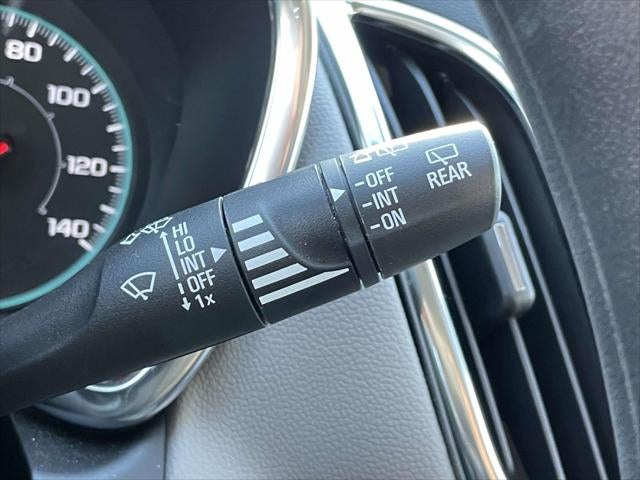 80
100
120
140
HI
LO
INT
OFF
1x
-OFF
-INT
-ON
REAR